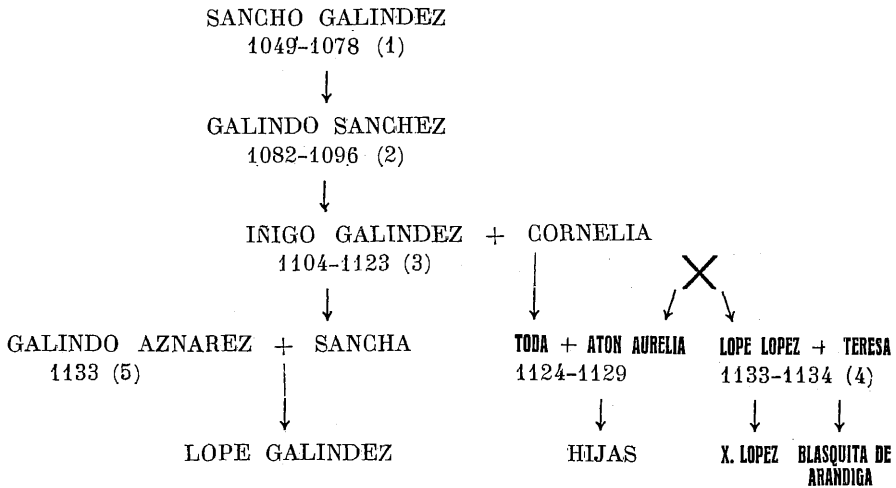 SANCHO GALINDEZ
1049-1078 (1)
GALINDO SANCHEZ
1082-1096 (2)
IÑIGO GALINDEZ + CORNELIA
1104-1123 (3)
X
GALINDO AZNAREZ + SANCHA TODA + ATON AURELIA LOPE LOPEZ + TERESA
1133 (5) 1124-1129 1133-1134 (4)
LOPE GALINDEZ HIJAS X. LOPEZ BLASQUITA DE
ARANDIGA